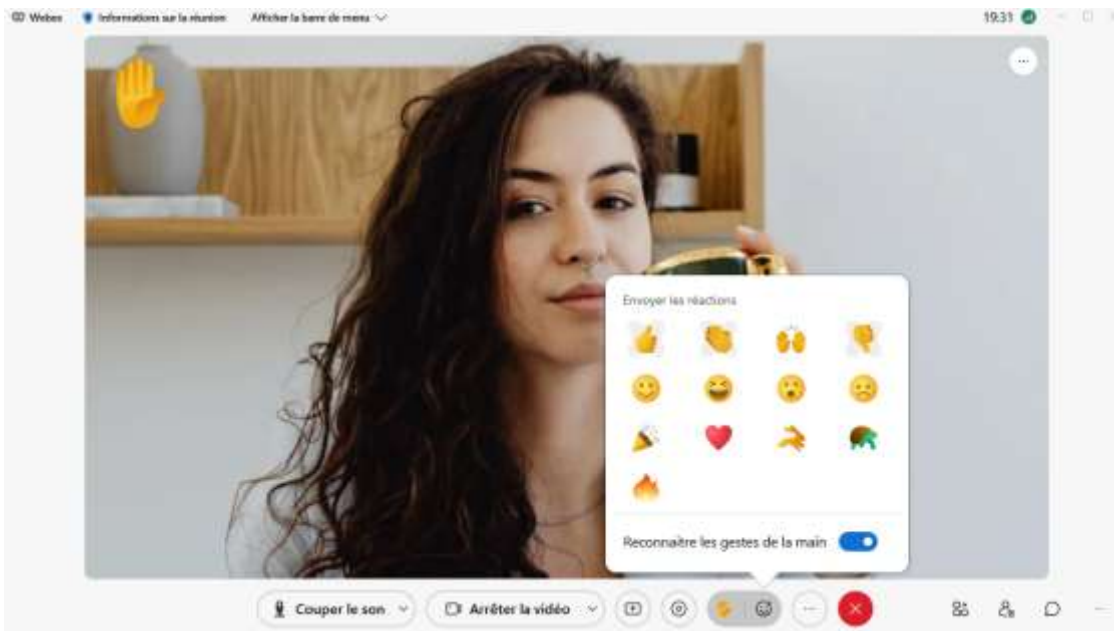 Webex
Informations sur la réunion
Afficher la barre de menu
19:31
Envoyer les réactions
Reconnaître les gestes de la main
Couper le son
Arrêter la vidéo